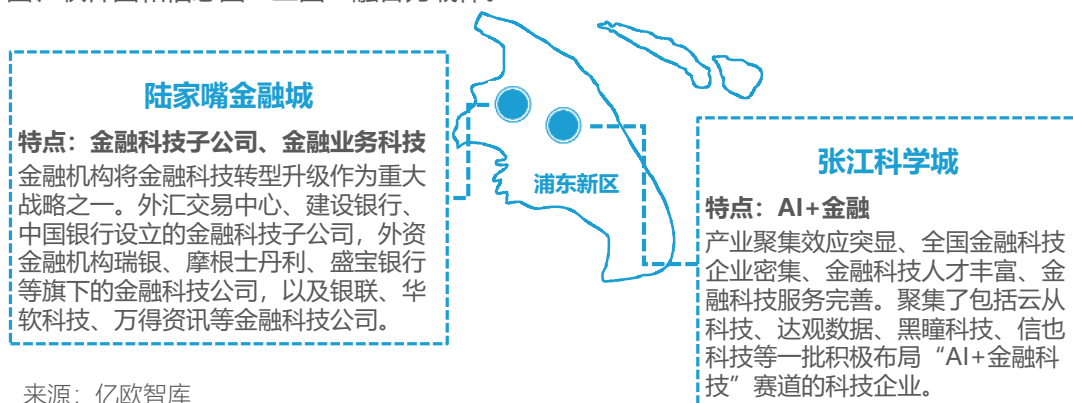 陆家嘴金融城
特点：金融科技子公司、金融业务科技
金融机构将金融科技转型升级作为重大
战略之一。外汇交易中心、建设银行、
中国银行设立的金融科技子公司，外资
金融机构瑞银、摩根士丹利、盛宝银行
等旗下的金融科技公司，以及银联、华
软科技、万得资讯等金融科技公司。
浦东新区
张江科学城
特点：AI+金融
产业聚集效应突显、全国金融科技
企业密集、金融科技人才丰富、金
融科技服务完善。聚集了包括云从
科技、达观数据、黑瞳科技、信也
科技等一批积极布局“AI+金融科
技”赛道的科技企业。
来源：亿欧智库